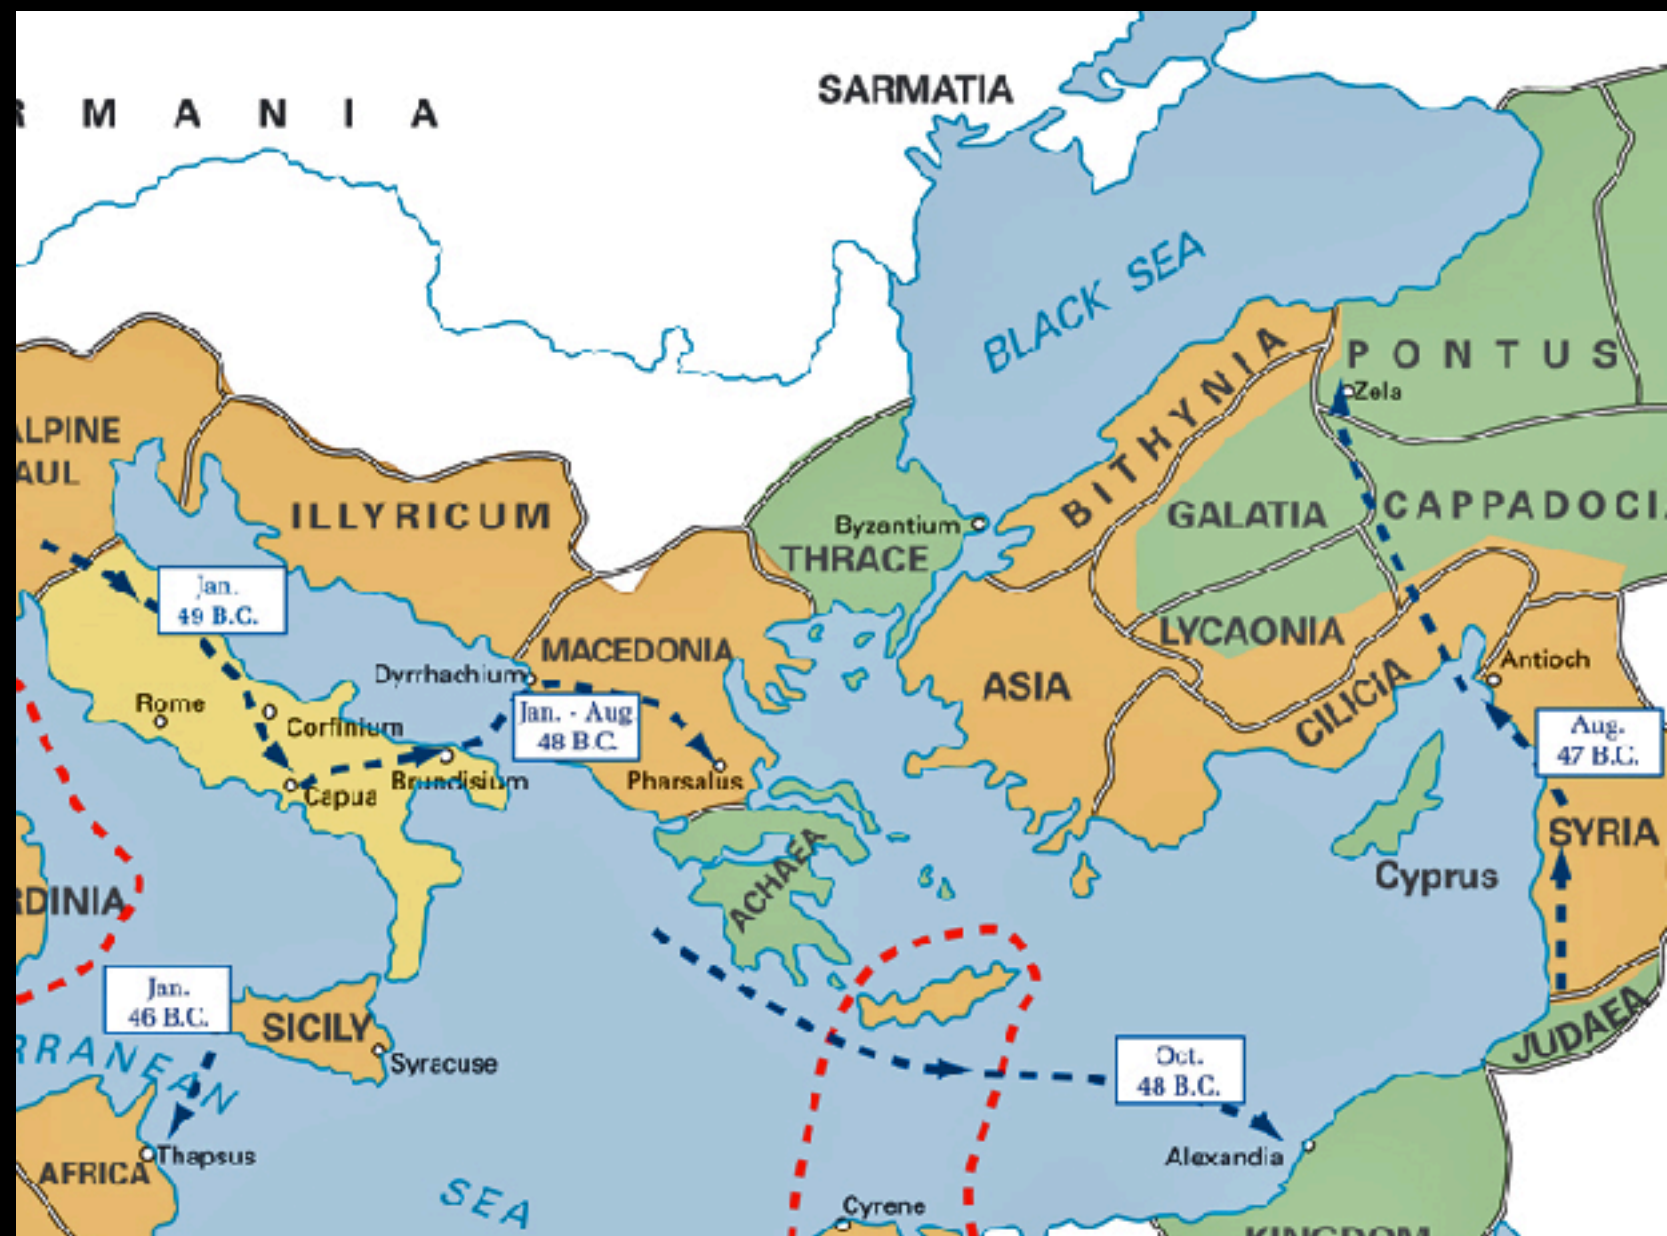 RMANIA
SARMATIA
BLACK SEA
PONTUS
Zela
BITHYNIA
ALPINE
AUL
ILLYRICUM
Byzantium
THRACE
GALATIA
CAPPADOCI
Jan.
49 B.C.
MACEDONIA
LYCAONIA
Dyrrhachium
ASIA
CILICIA
Antioch
Rome
Corfinium
Jan. - Aug.
48 B.C.
Aug.
47 B.C.
Capua
Brundisium
Pharsalus
ACHAEA
SYRIA
Cyprus
RDINIA
Jan.
46 B.C.
SICILY
Syracuse
JUDAEA
RRANEAN
Oct.
48 B.C.
Thapsus
AFRICA
Alexandia
SEA
Cyrene
KINGDOM